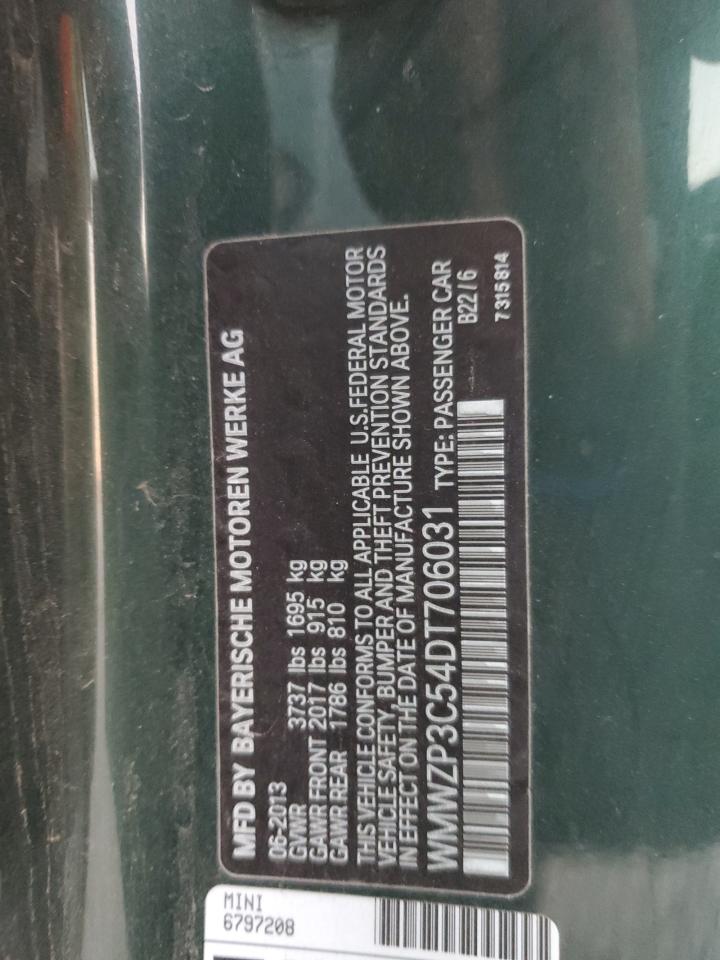 MFD BY BAYERISCHE MOTOREN WERKE AG
06-2013
GVWR 3737 lbs 1695 kg
GAWR FRONT 2017 lbs 915 kg
GAWR REAR 1786 lbs 810 kg
THIS VEHICLE CONFORMS TO ALL APPLICABLE U.S.FEDERAL MOTOR
VEHICLE SAFETY, BUMPER AND THEFT PREVENTION STANDARDS
IN EFFECT ON THE DATE OF MANUFACTURE SHOWN ABOVE.
WMWZP3C54DT706031 TYPE: PASSENGER CAR
B22/6
7315814
MINI
6797208